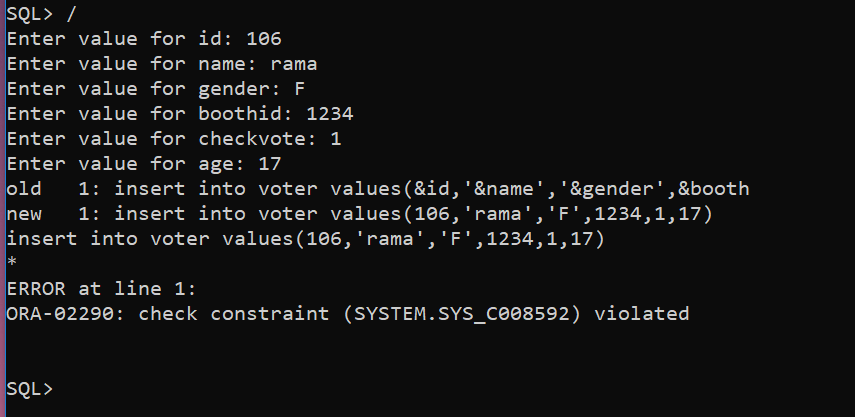 SQL> /
Enter value for id: 106
Enter value for name: rama
Enter value for gender: F
Enter value for boothid: 1234
Enter value for checkvote: 1
Enter value for age: 17
old   1: insert into voter values(&id,'&name','&gender',&booth
new   1: insert into voter values(106,'rama','F',1234,1,17)
insert into voter values(106,'rama','F',1234,1,17)
*
ERROR at line 1:
ORA-02290: check constraint (SYSTEM.SYS_C008592) violated
SQL>